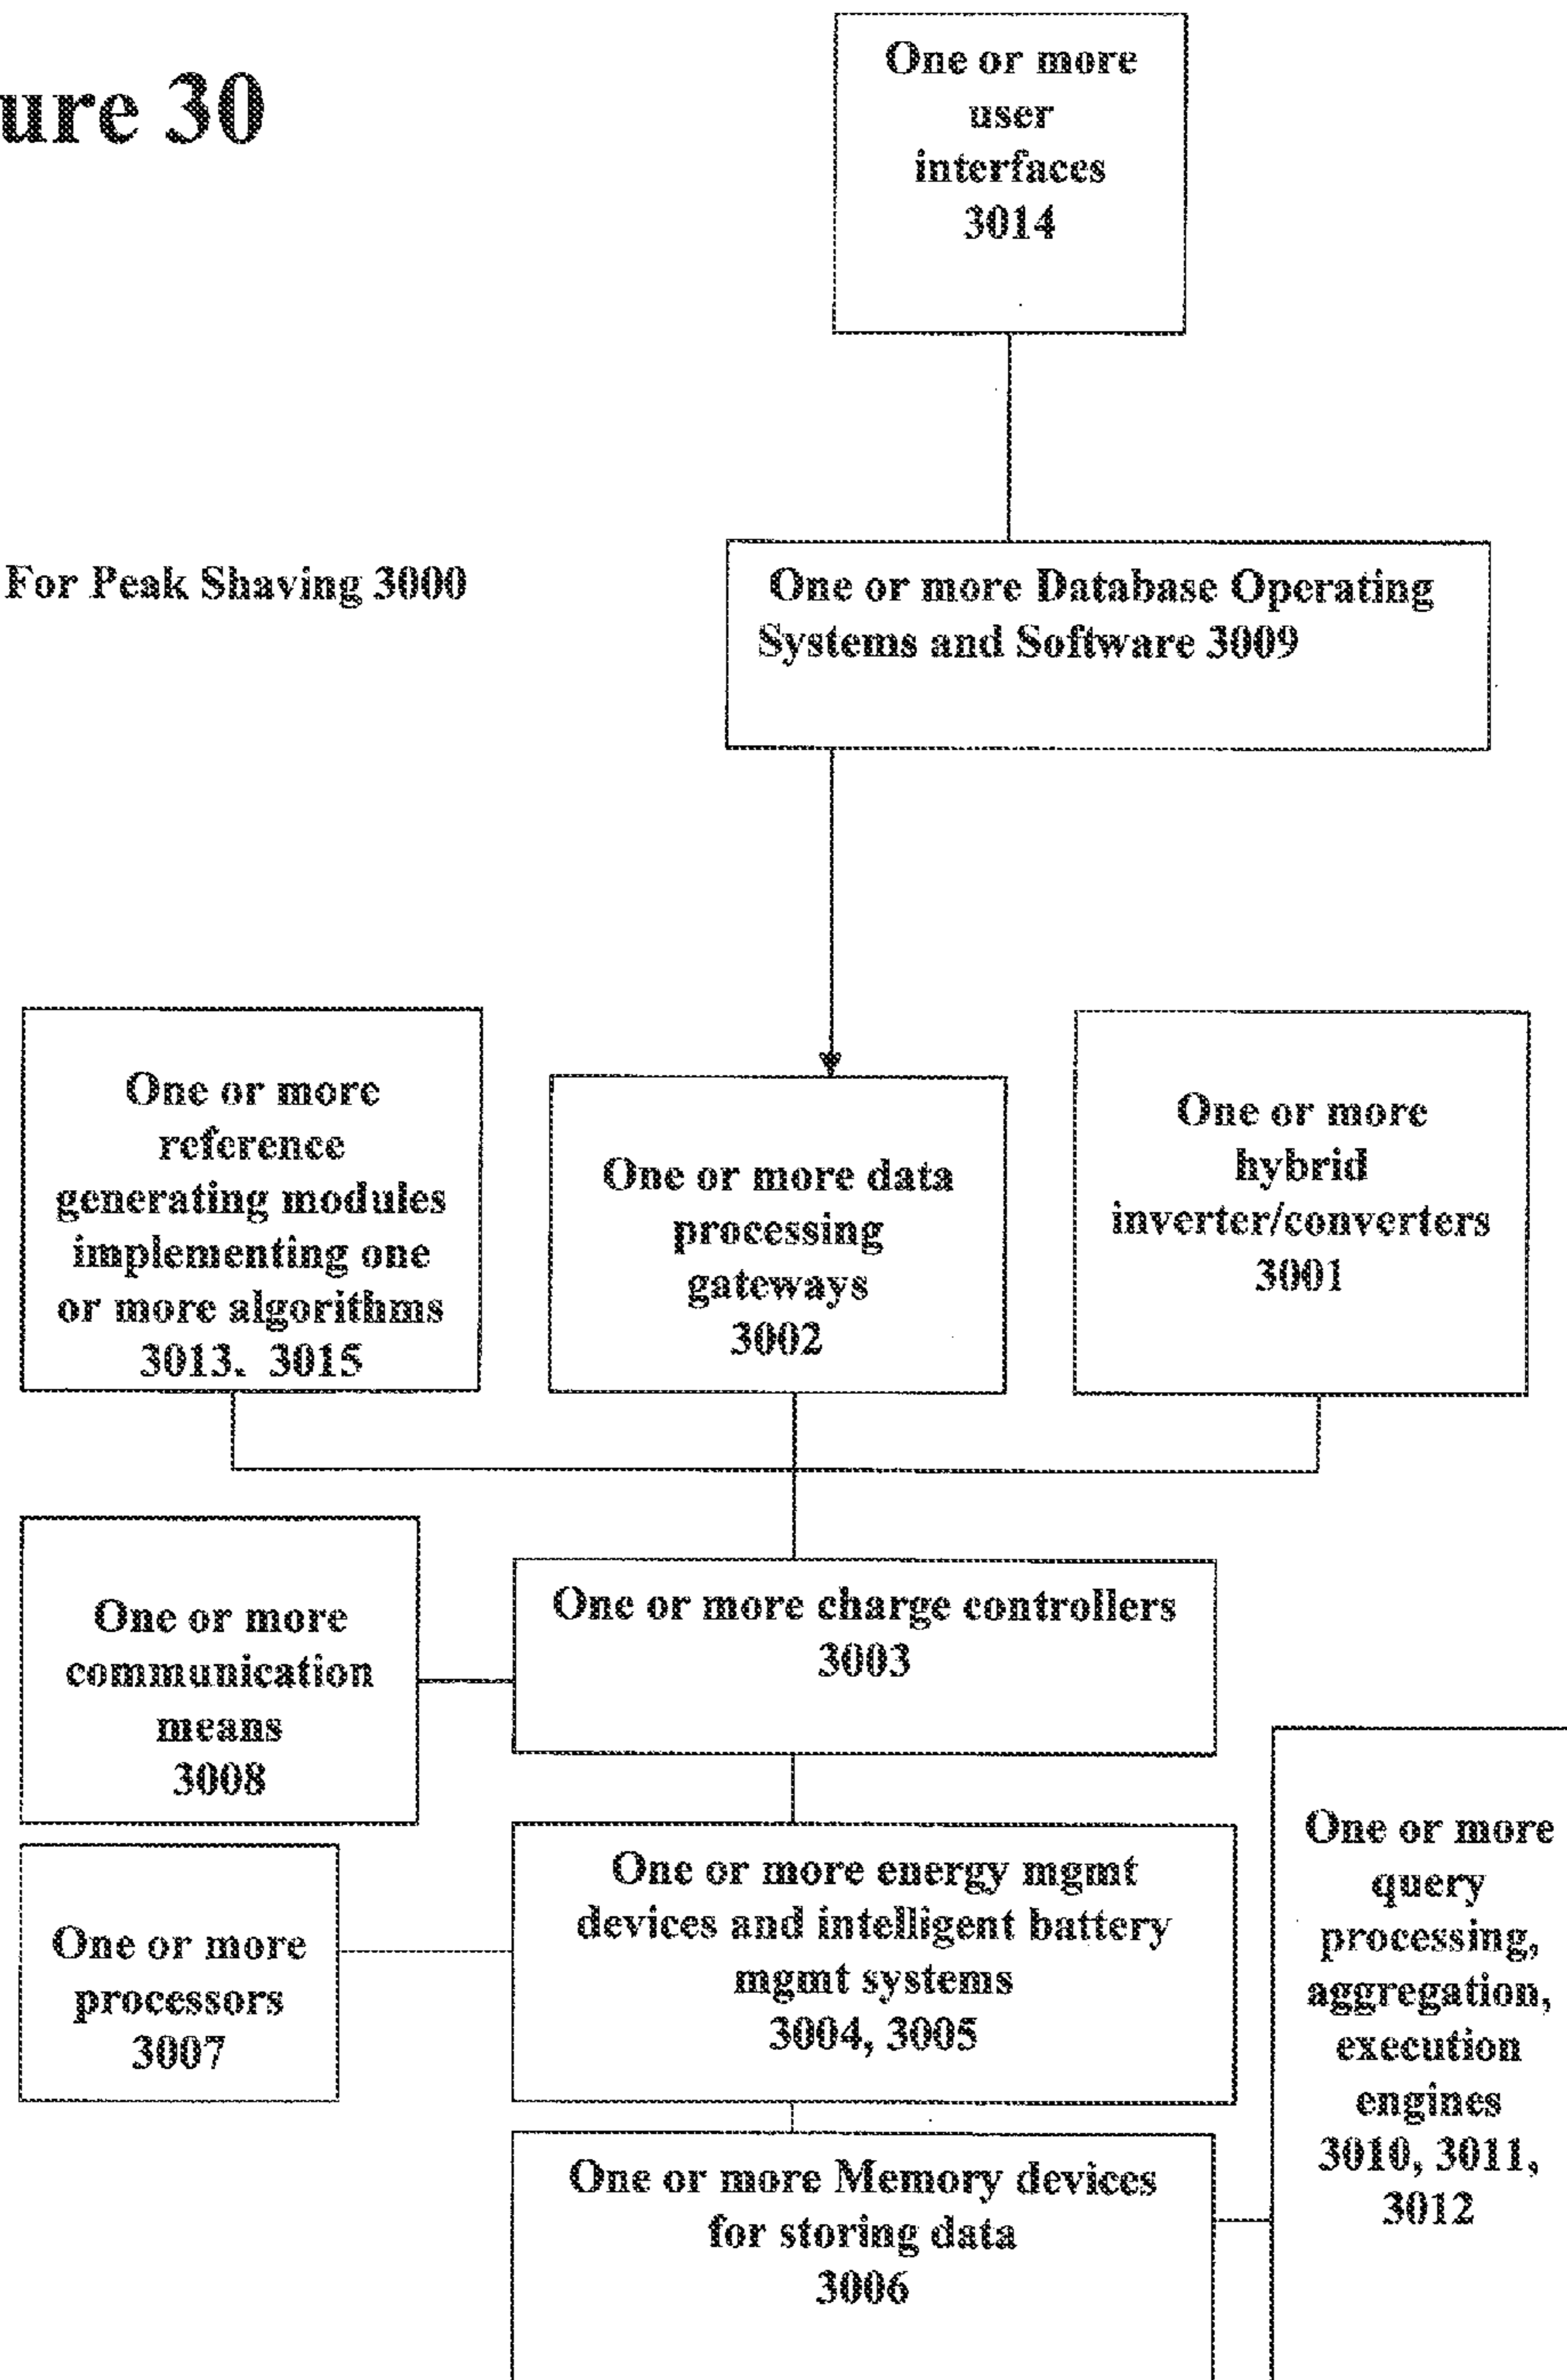 ure 30
One or more
user
interfaces
3014
For Peak Shaving 3000
One or more Database Operating
Systems and Software 3009
One or more
reference
generating modules
implementing one
or more algorithms
3013. 3015
One or more data
processing
gateways
3002
One or more
hybrid
inverter/converters
3001
One or more
communication
means
3008
One or more charge controllers
3003
One or more processors
3007
One or more energy mgmt
devices and intelligent battery
mgmt systems
3004, 3005
One or more
query
processing,
aggregation,
execution
engines
3010, 3011,
3012
One or more Memory devices
for storing data
3006